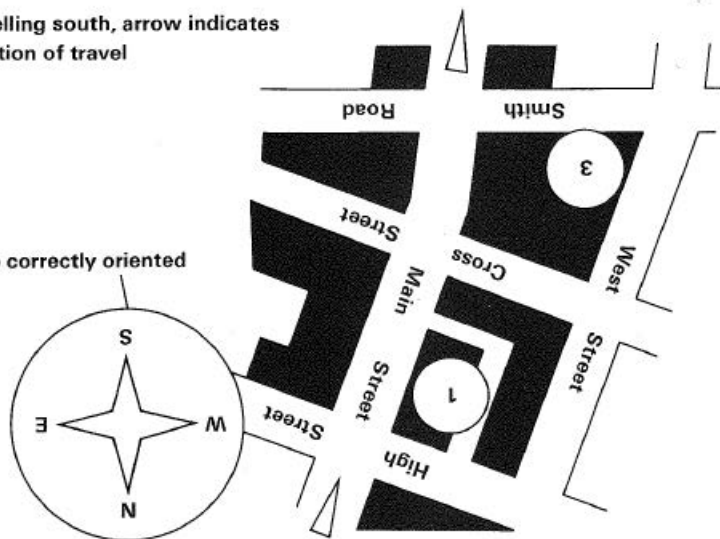 elling south, arrow indicates
tion of travel
Smith Road
3
Cross Street
West Street
correctly oriented
Main Street
1
S
E
W
N
High Street